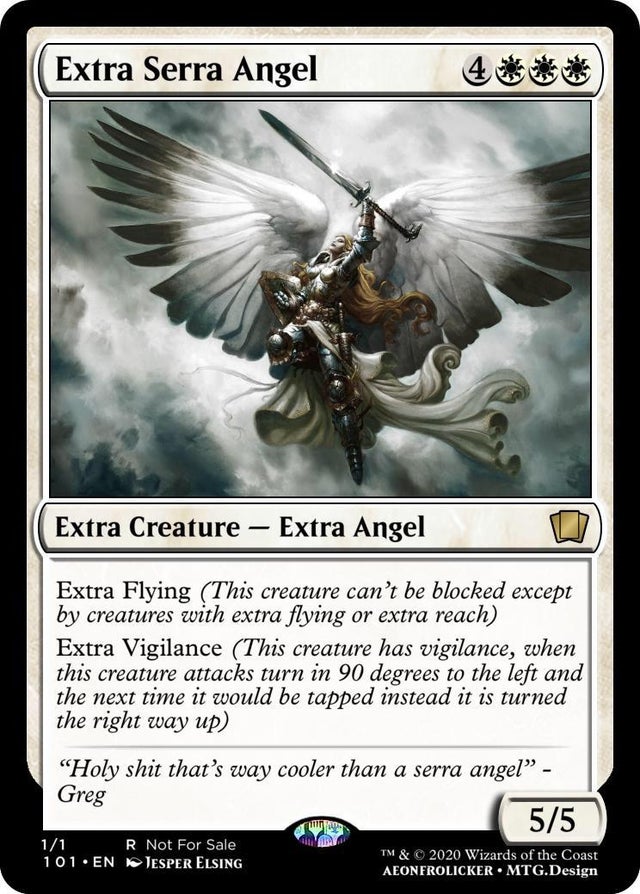 Extra Serra Angel 4
Extra Creature — Extra Angel
Extra Flying (This creature can't be blocked except
by creatures with extra flying or extra reach)
Extra Vigilance (This creature has vigilance, when
this creature attacks turn in 90 degrees to the left and
the next time it would be tapped instead it is turned
the right way up)
“Holy shit that's way cooler than a serra angel” -
Greg
5/5
1/1 R Not For Sale
101 • EN Jesper Elsing
™ & © 2020 Wizards of the Coast
AEONFROLICKER • MTG.Design